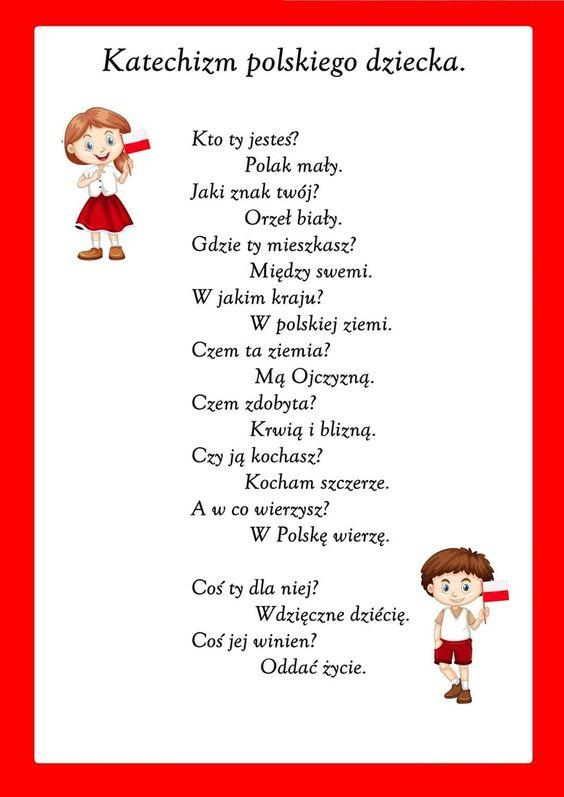 Katechizm polskiego dziecka.
Kto ty jesteś?
Polak mały.
Jaki znak twój?
Orzeł biały.
Gdzie ty mieszkasz?
Między swemi.
W jakim kraju?
W polskiej ziemi.
Czem ta ziemia?
Mą Ojczyzną.
Czem zdobyta?
Krwią i blizną.
Czy ją kochasz?
Kocham szczerze.
A w co wierzysz?
W Polskę wierzę.
Coś ty dla niej?
Wdzięczne dziécię.
Coś jej winien?
Oddać życie.